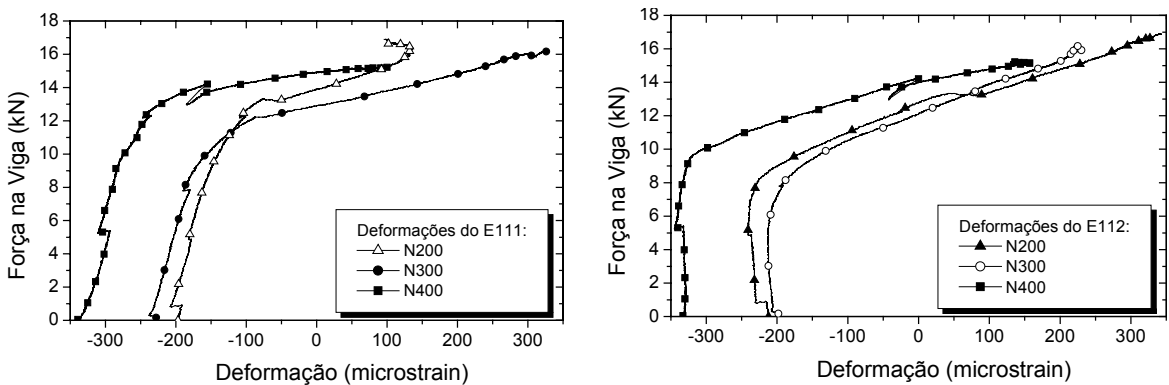 Força na Viga (kN)
18
16
14
12
10
8
6
4
2
0
-300 -200 -100 0 100 200 300
Deformação (microstrain)
Deformações do E111:
N200
N300
N400
Força na Viga (kN)
18
16
14
12
10
8
6
4
2
0
-300 -200 -100 0 100 200 300
Deformação (microstrain)
Deformações do E112:
N200
N300
N400